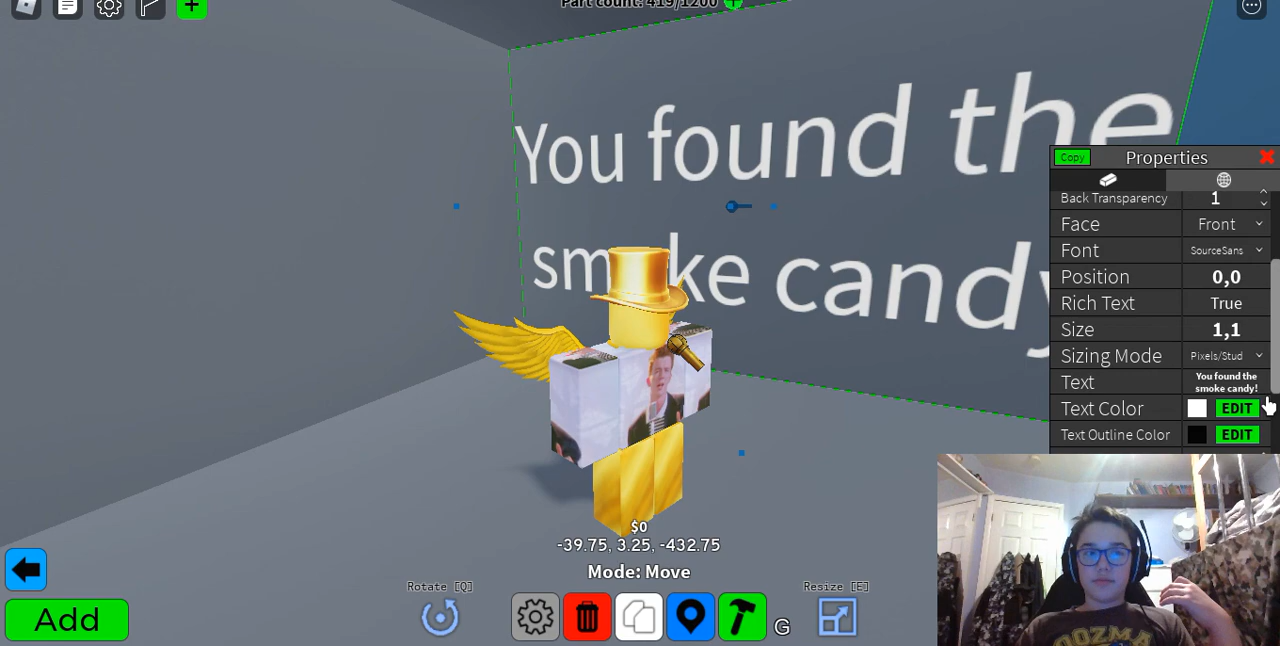 Part count: 419/1200
You found the
smoke candy
Copy
Properties
Back Transparency 1
Face Front
Font SourceSans
Position 0,0
Rich Text True
Size 1,1
Sizing Mode Pixels/Stud
Text You found the
smoke candy!
Text Color EDIT
Text Outline Color EDIT
$0
-39.75, 3.25, -432.75
Mode: Move
Rotate [Q]
Resize [E]
Add
G
OOZMA